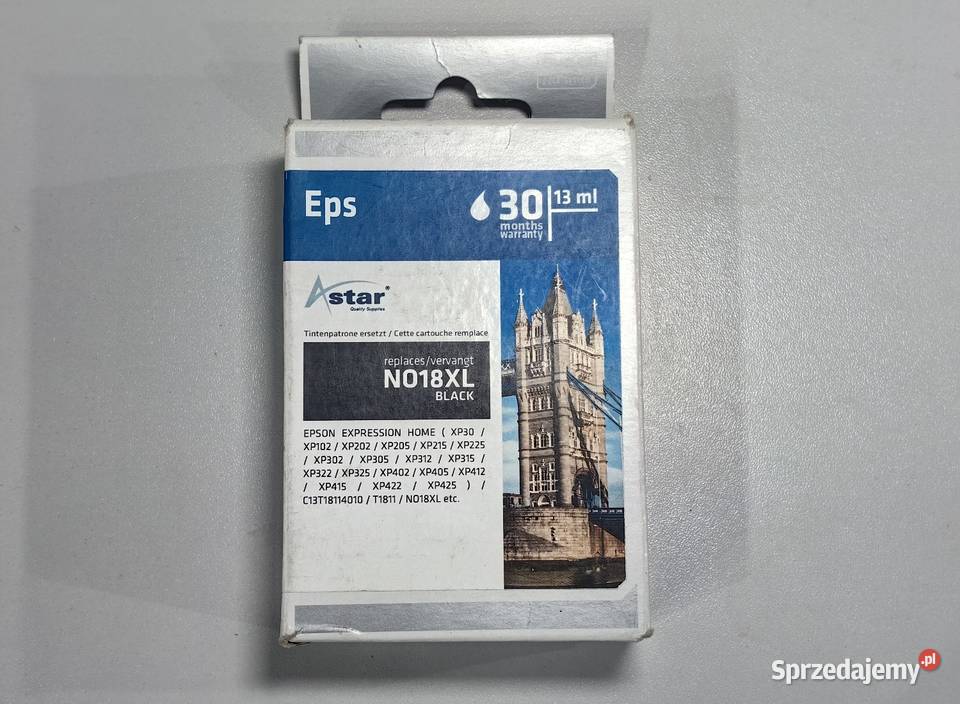 Eps
30
months
warranty
13 ml
Astar®
Quality Supplies
Tintenpatrone ersetzt / Cette cartouche remplace
replaces/vervangt
NO18XL
BLACK
EPSON EXPRESSION HOME ( XP30 /
XP102 / XP202 / XP205 / XP215 / XP225
/ XP302 / XP305 / XP312 / XP315 /
XP322 / XP325 / XP402 / XP405 / XP412
/ XP415 / XP422 / XP425 ) /
C13T18114010 / T1811 / NO18XL etc.
Sprzedajemy.pl